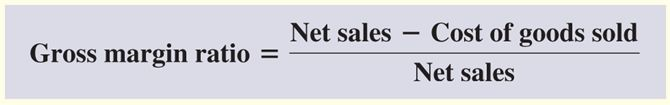 Gross margin ratio = Net sales − Cost of goods sold
Net sales